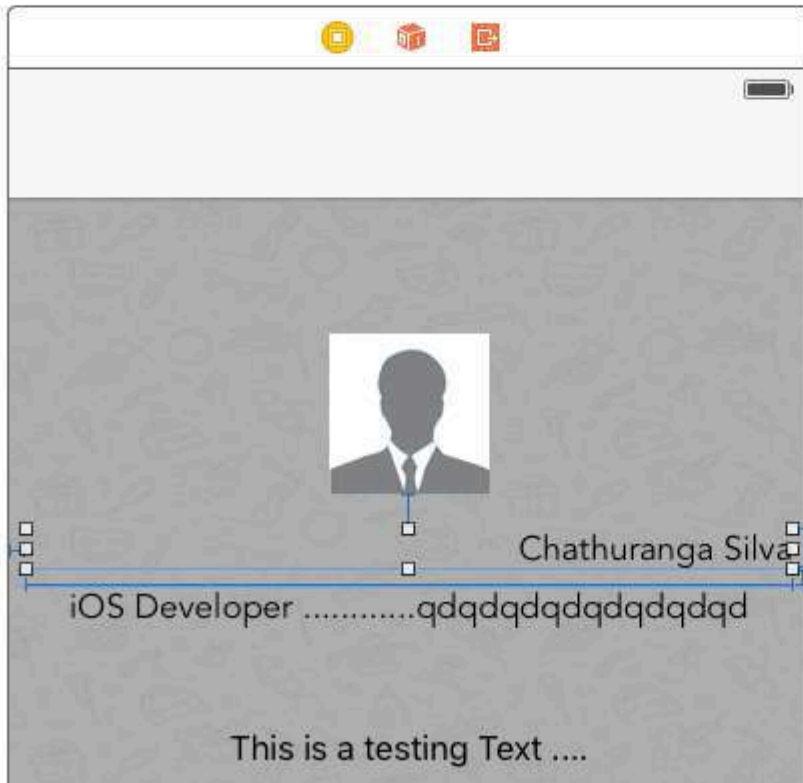 Chathuranga Silva
iOS Developer ............qdqdqdqdqdqdqdqd
This is a testing Text ....